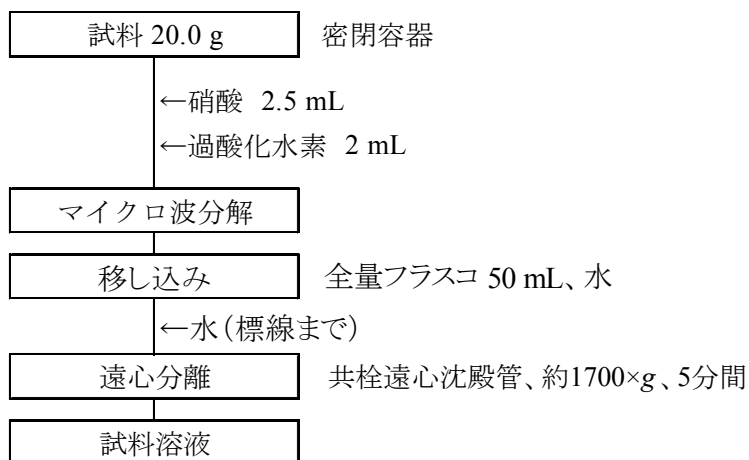 試料 20.0 g 密閉容器
←硝酸 2.5 mL
←過酸化水素 2 mL
マイクロ波分解
移し込み 全量フラスコ 50 mL、水
←水(標線まで)
遠心分離 共栓遠心沈殿管、約1700×g、5分間
試料溶液